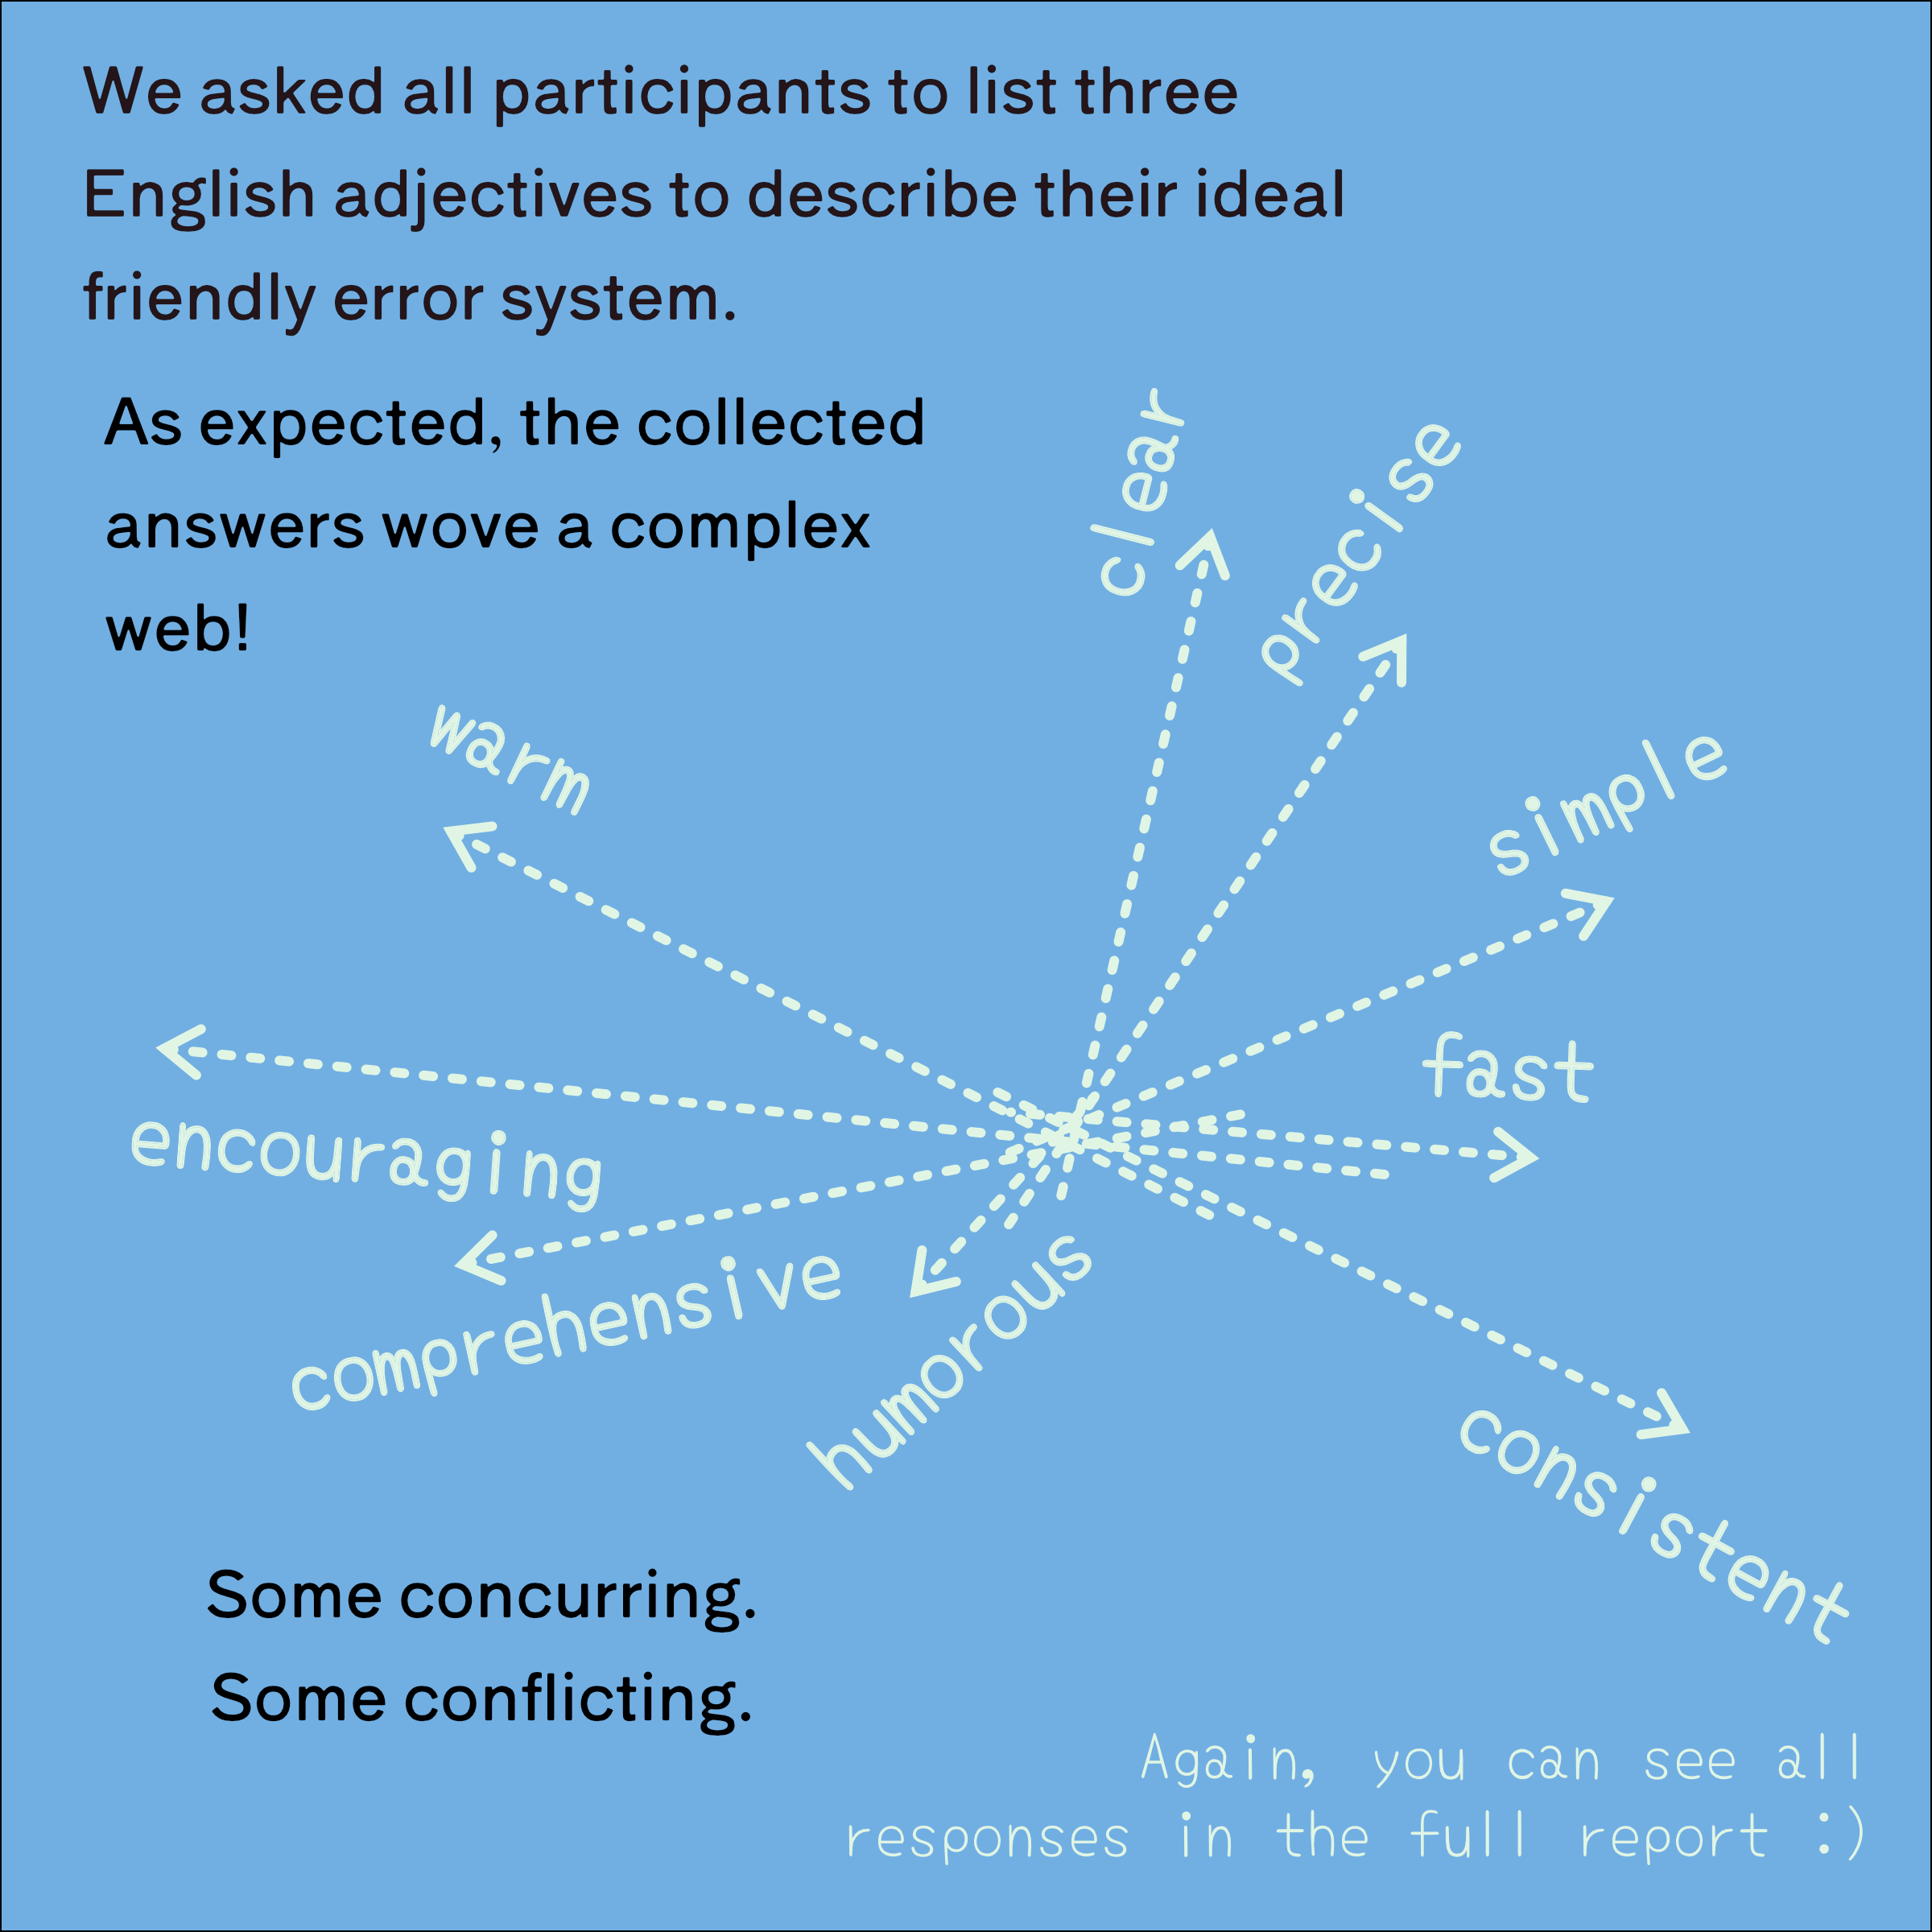 We asked all participants to list three
English adjectives to describe their ideal
friendly error system.
As expected, the collected
answers wove a complex
web!
clear
precise
warm
simple
fast
encouraging
comprehensive
humorous
consistent
Some concurring.
Some conflicting.
Again, you can see all
responses in the full report :)